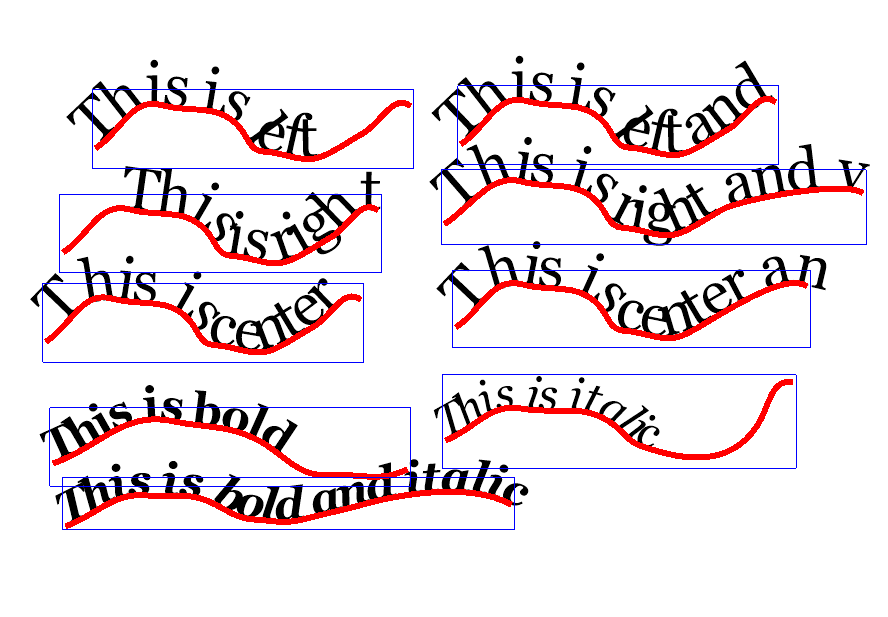 This is left
This is left and
This is right
This is right and v
This is center
This is center an
This is bold
This is italic
This is bold and italic